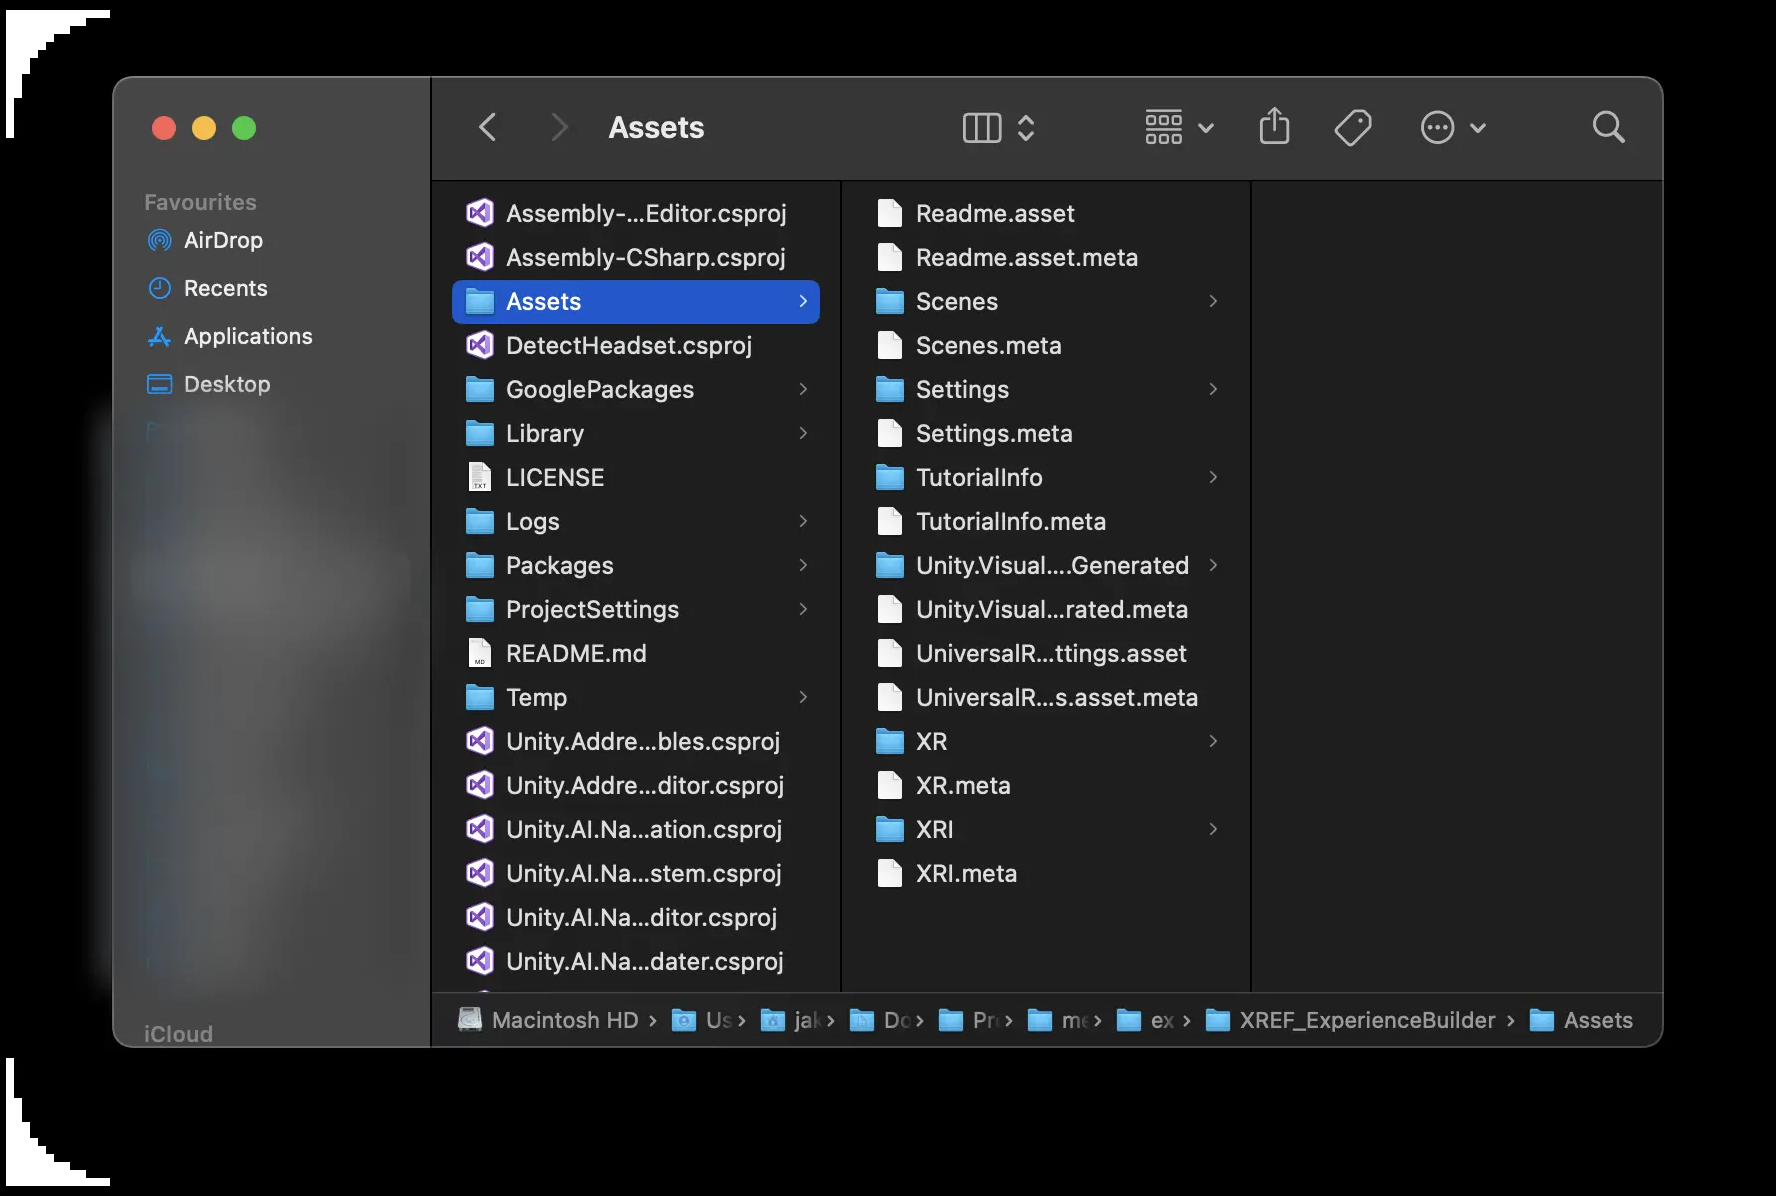 Assets
Favourites
AirDrop
Recents
Applications
Desktop
iCloud
Assembly-...Editor.csproj
Assembly-CSharp.csproj
Assets
DetectHeadset.csproj
GooglePackages
Library
LICENSE
Logs
Packages
ProjectSettings
README.md
Temp
Unity.Addre...bles.csproj
Unity.Addre...ditor.csproj
Unity.AI.Na...ation.csproj
Unity.AI.Na...stem.csproj
Unity.AI.Na...ditor.csproj
Unity.AI.Na...dater.csproj
Readme.asset
Readme.asset.meta
Scenes
Scenes.meta
Settings
Settings.meta
TutorialInfo
TutorialInfo.meta
Unity.Visual....Generated
Unity.Visual...rated.meta
UniversalR...ttings.asset
UniversalR...s.asset.meta
XR
XR.meta
XRI
XRI.meta
Macintosh HD › Us › jak › Do › Pr › me › ex › XREF_ExperienceBuilder › Assets